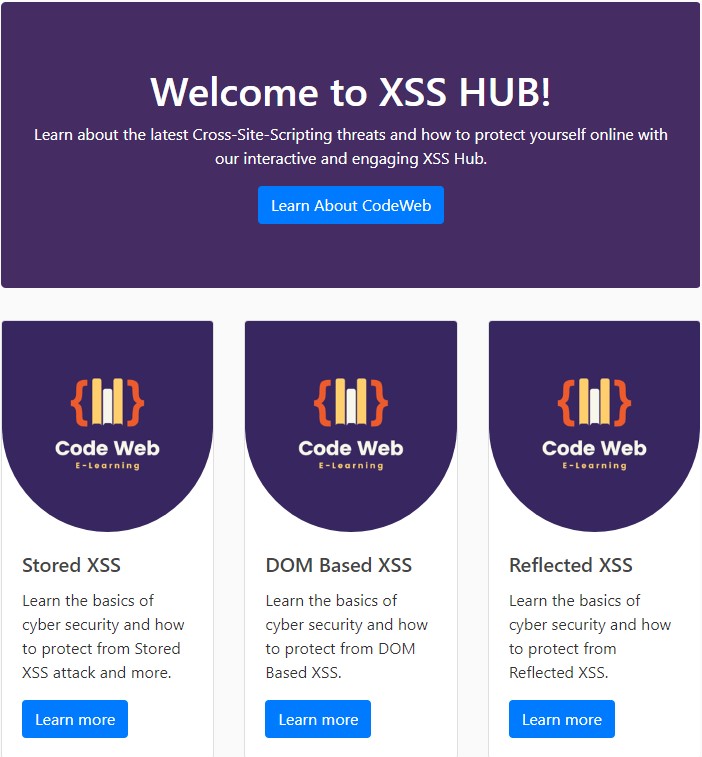 Welcome to XSS HUB!
Learn about the latest Cross-Site-Scripting threats and how to protect yourself online with
our interactive and engaging XSS Hub.
Learn About CodeWeb
Code Web
E-Learning
Stored XSS
Learn the basics of
cyber security and how
to protect from Stored
XSS attack and more.
Learn more
Code Web
E-Learning
DOM Based XSS
Learn the basics of
cyber security and how
to protect from DOM
Based XSS.
Learn more
Code Web
E-Learning
Reflected XSS
Learn the basics of
cyber security and how
to protect from
Reflected XSS.
Learn more